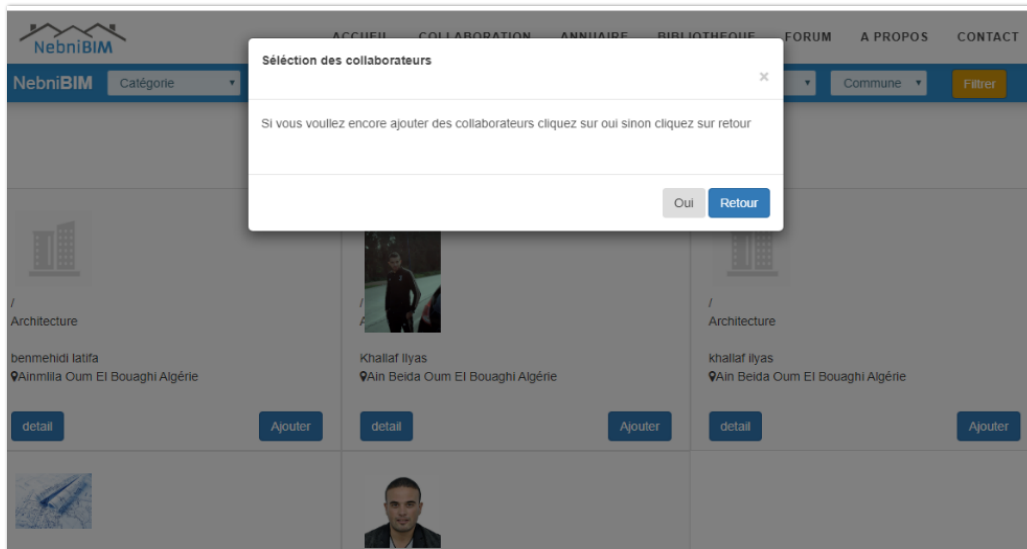 NebniBIM
ACCUEIL COLLABORATION ANNUAIRE BIBLIOTHEQUE FORUM A PROPOS CONTACT
NebniBIM Catégorie Commune Filtrer
Séléction des collaborateurs
×
Si vous voullez encore ajouter des collaborateurs cliquez sur oui sinon cliquez sur retour
Oui Retour
/ / /
Architecture A Architecture
benmehidi latifa Khallaf Ilyas khallaf ilyas
Ainmlila Oum El Bouaghi Algérie Ain Beida Oum El Bouaghi Algérie Ain Beida Oum El Bouaghi Algérie
detail Ajouter detail Ajouter detail Ajouter